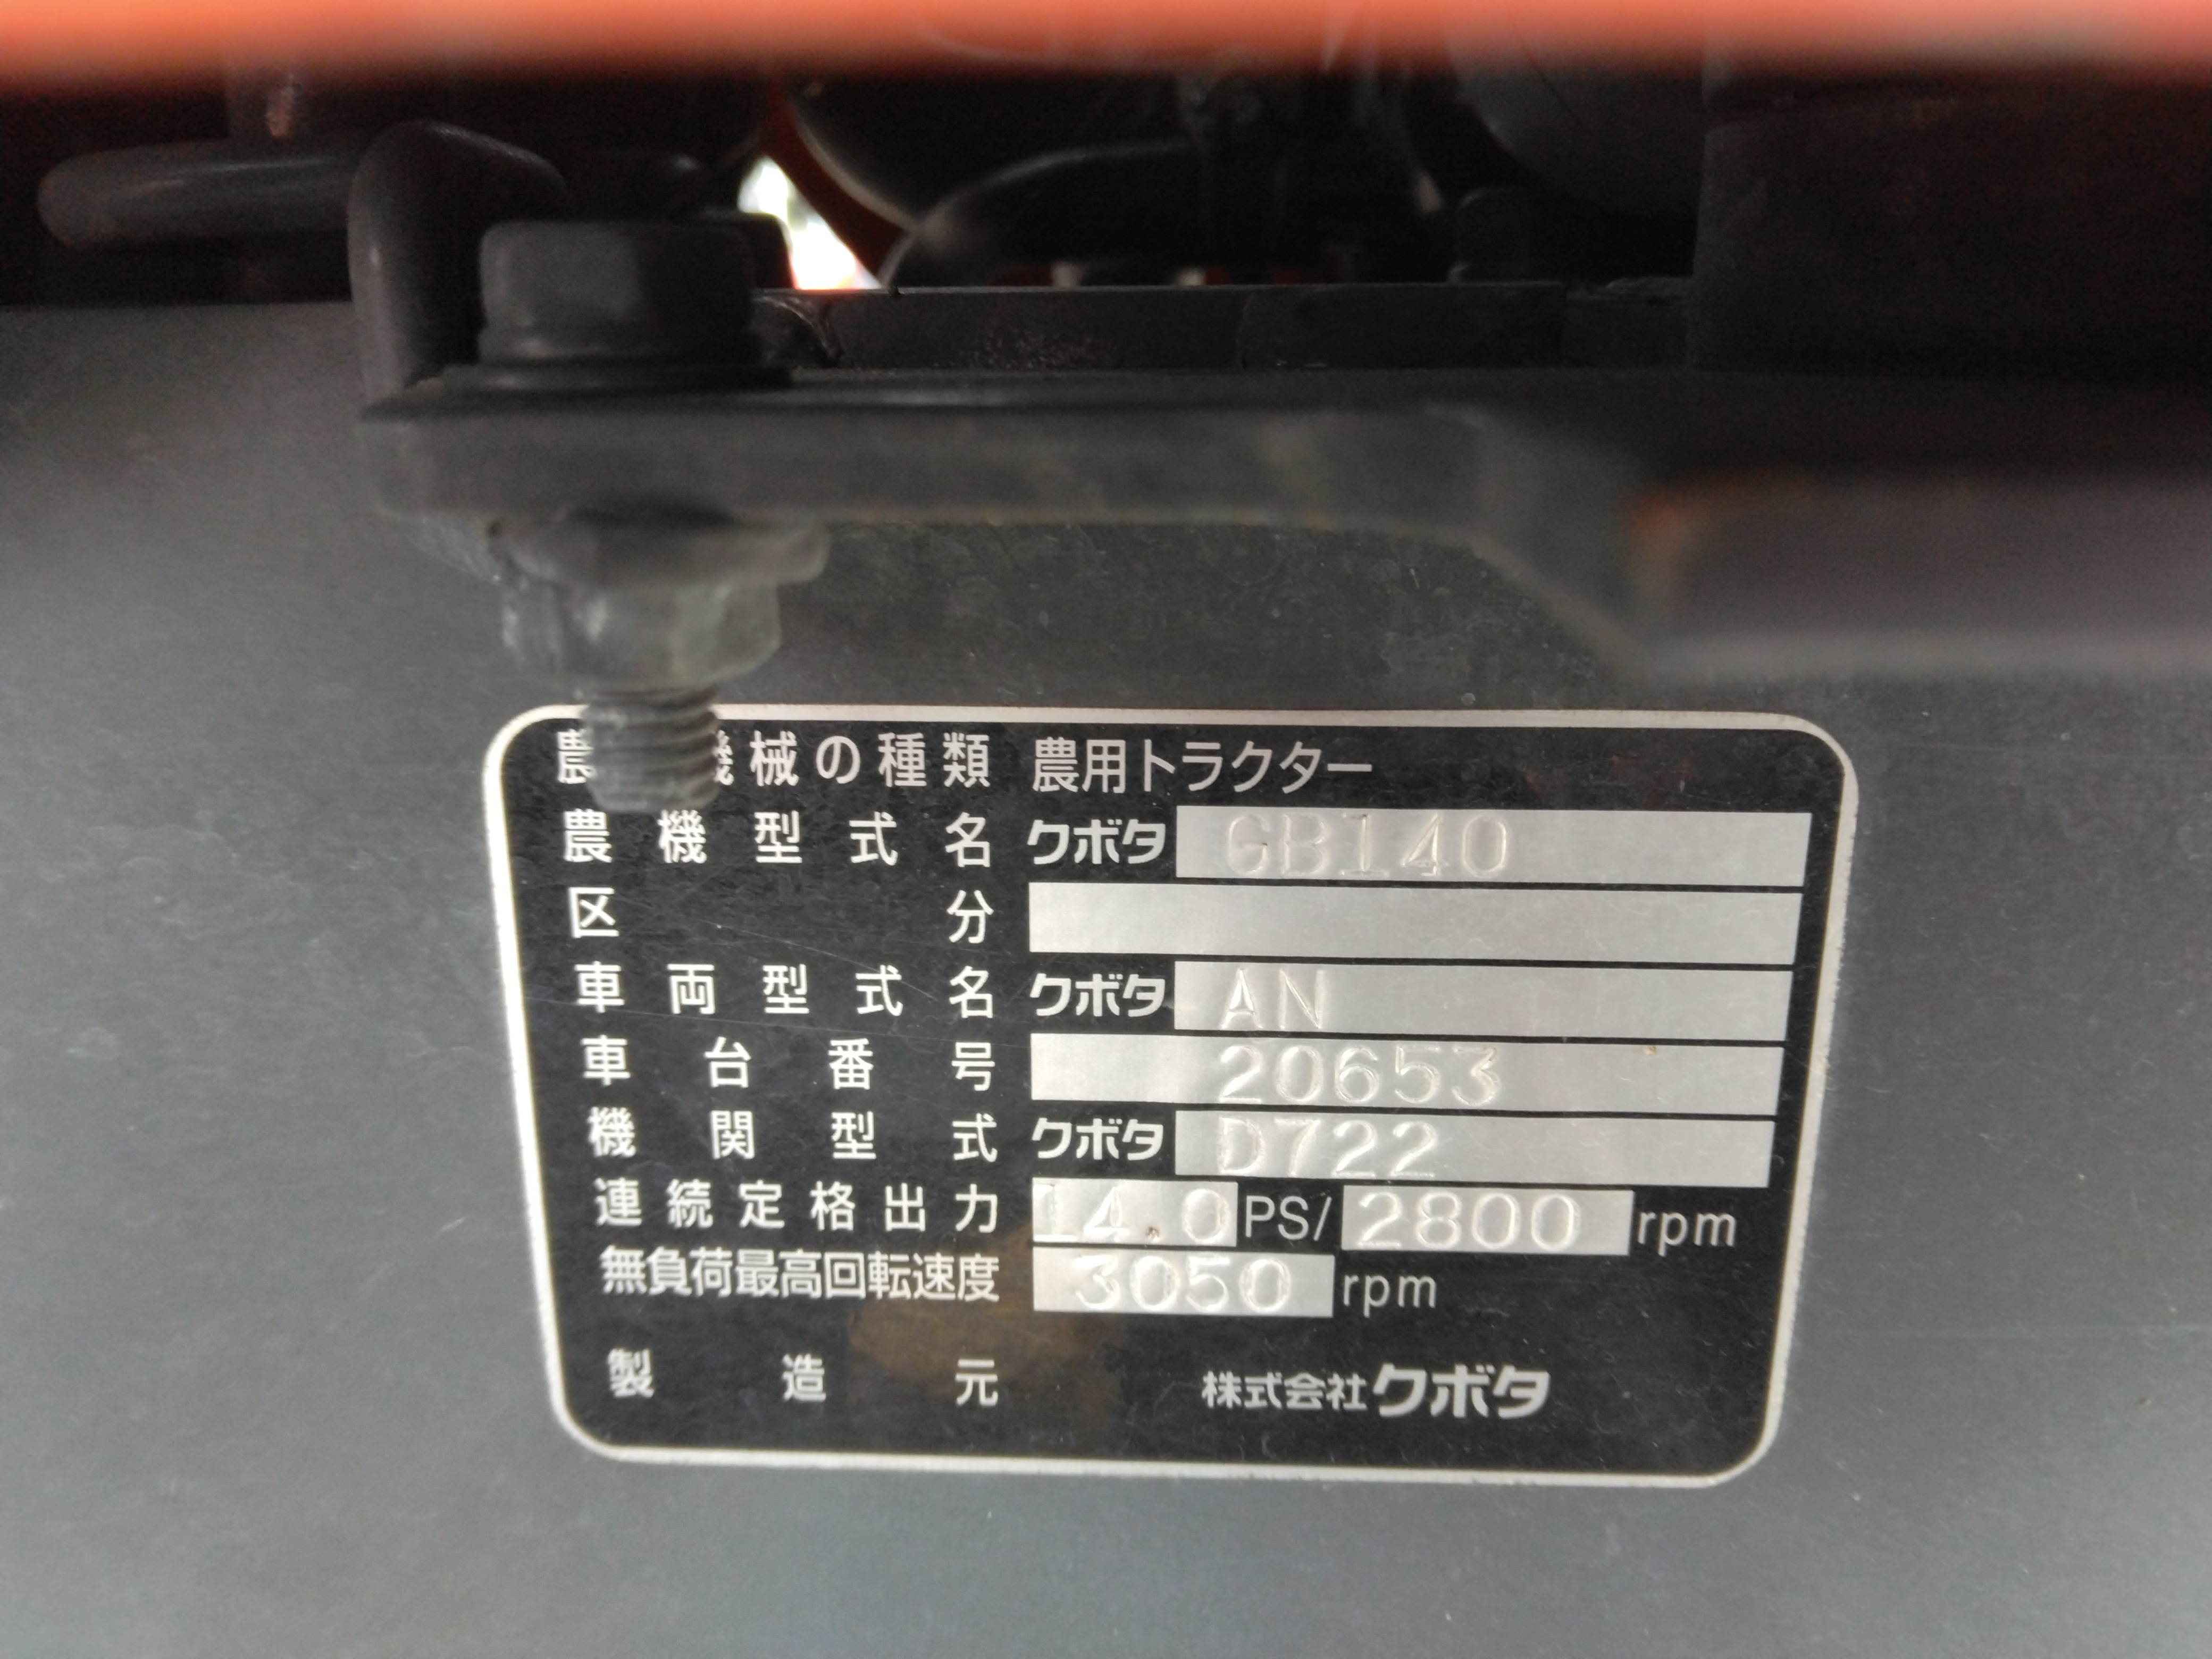 農 機械の種類 農用トラクター
農機型式名 クボタ GB140
区分
車両型式名 クボタ AN
車台番号 20653
機関型式 クボタ D722
連続定格出力 14.0 PS/ 2800 rpm
無負荷最高回転速度 3050 rpm
製造元 株式会社クボタ